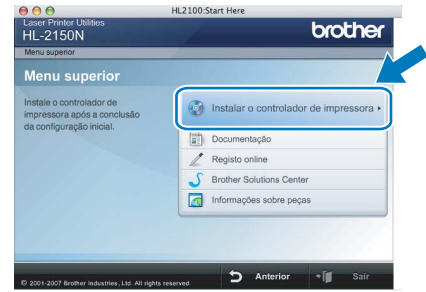 HL2100:Start Here
Laser Printer Utilities
HL-2150N
brother
Menu superior
Menu superior
Instale o controlador de
impressora após a conclusão
da configuração inicial.
Instalar o controlador de impressora
Documentação
Registo online
Brother Solutions Center
Informações sobre peças
© 2001-2007 Brother Industries, Ltd. All rights reserved.
Anterior
Sair